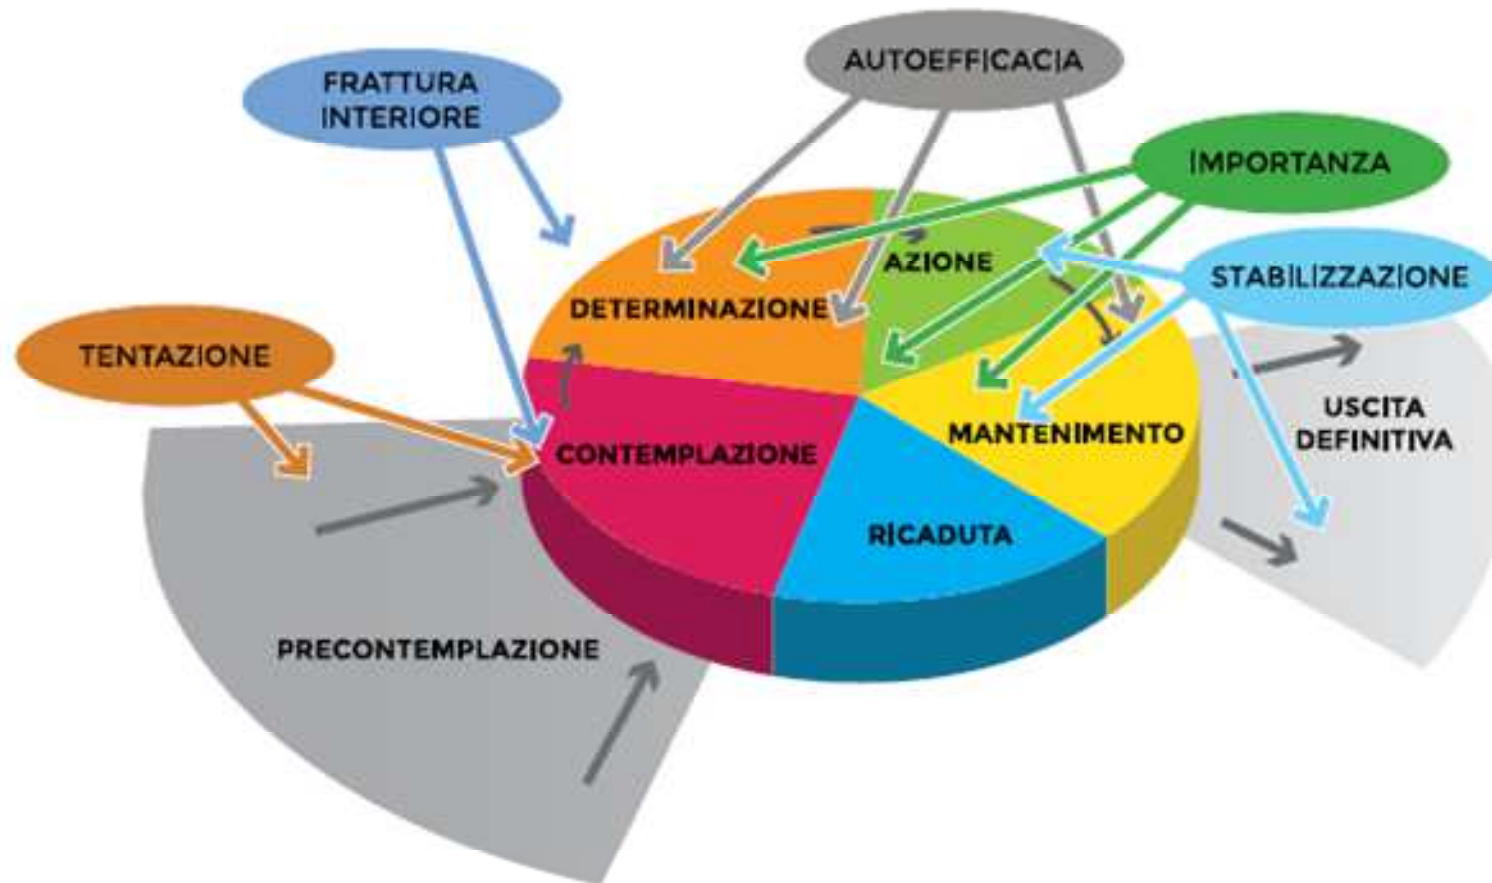 AUTOEFFICACIA
FRATTURA
INTERIORE
IMPORTANZA
STABILIZZAZIONE
AZIONE
DETERMINAZIONE
TENTAZIONE
USCITA
DEFINITIVA
MANTENIMENTO
CONTEMPLAZIONE
RICADUTA
PRECONTEMPLAZIONE